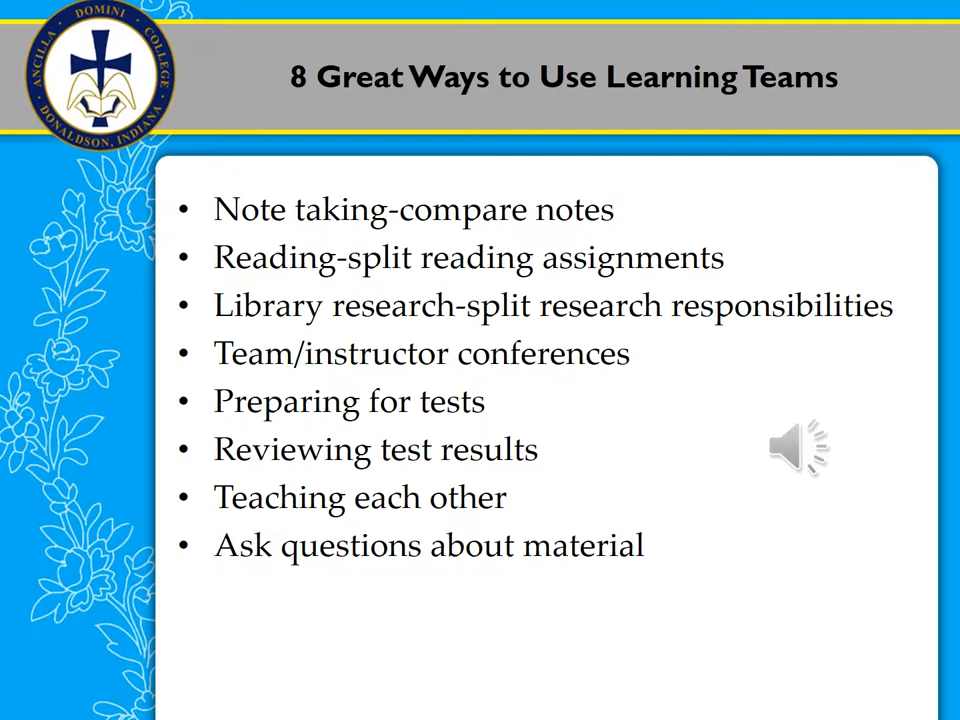 ANCILLA DOMINI COLLEGE
DONALDSON, INDIANA
8 Great Ways to Use Learning Teams
• Note taking-compare notes
• Reading-split reading assignments
• Library research-split research responsibilities
• Team/instructor conferences
• Preparing for tests
• Reviewing test results
• Teaching each other
• Ask questions about material